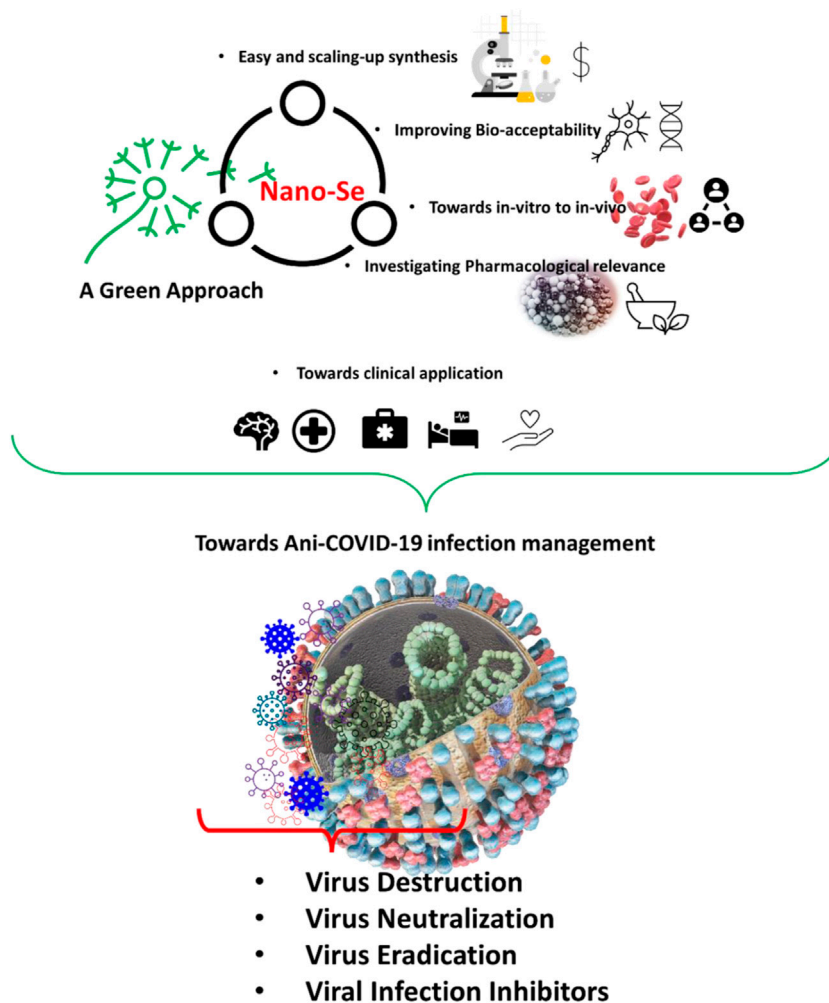 • Easy and scaling-up synthesis
$
• Improving Bio-acceptability
Nano-Se
• Towards in-vitro to in-vivo
• Investigating Pharmacological relevance
A Green Approach
• Towards clinical application
Towards Ani-COVID-19 infection management
• Virus Destruction
• Virus Neutralization
• Virus Eradication
• Viral Infection Inhibitors